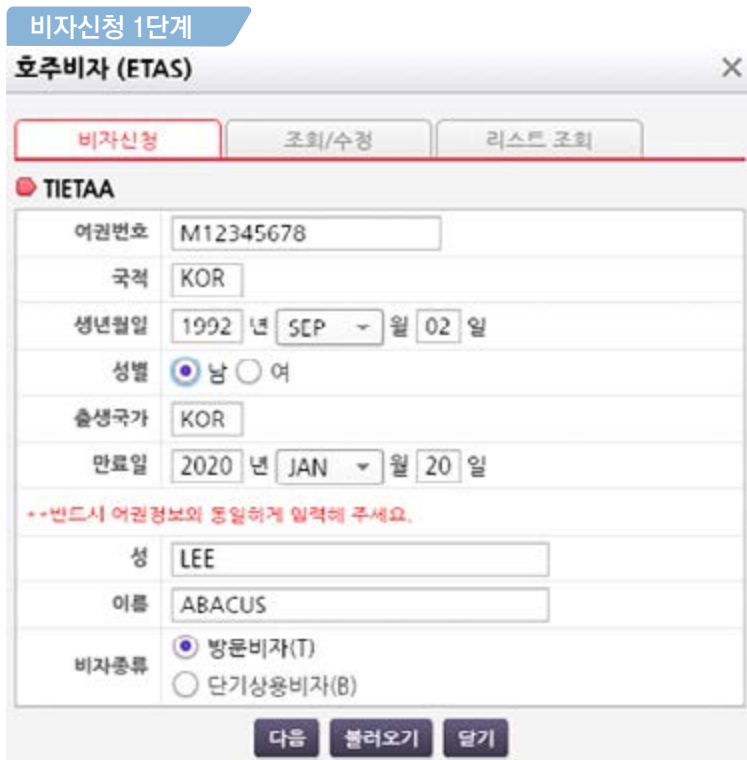 비자신청 1단계
호주비자 (ETAS)
비자신청 조회/수정 리스트 조회
TIETAA
여권번호 M12345678
국적 KOR
생년월일 1992 년 SEP 월 02 일
성별 남 여
출생국가 KOR
만료일 2020 년 JAN 월 20 일
**반드시 여권정보와 동일하게 입력해 주세요.
성 LEE
이름 ABACUS
비자종류 방문비자(T)
단기상용비자(B)
다음 불러오기 닫기